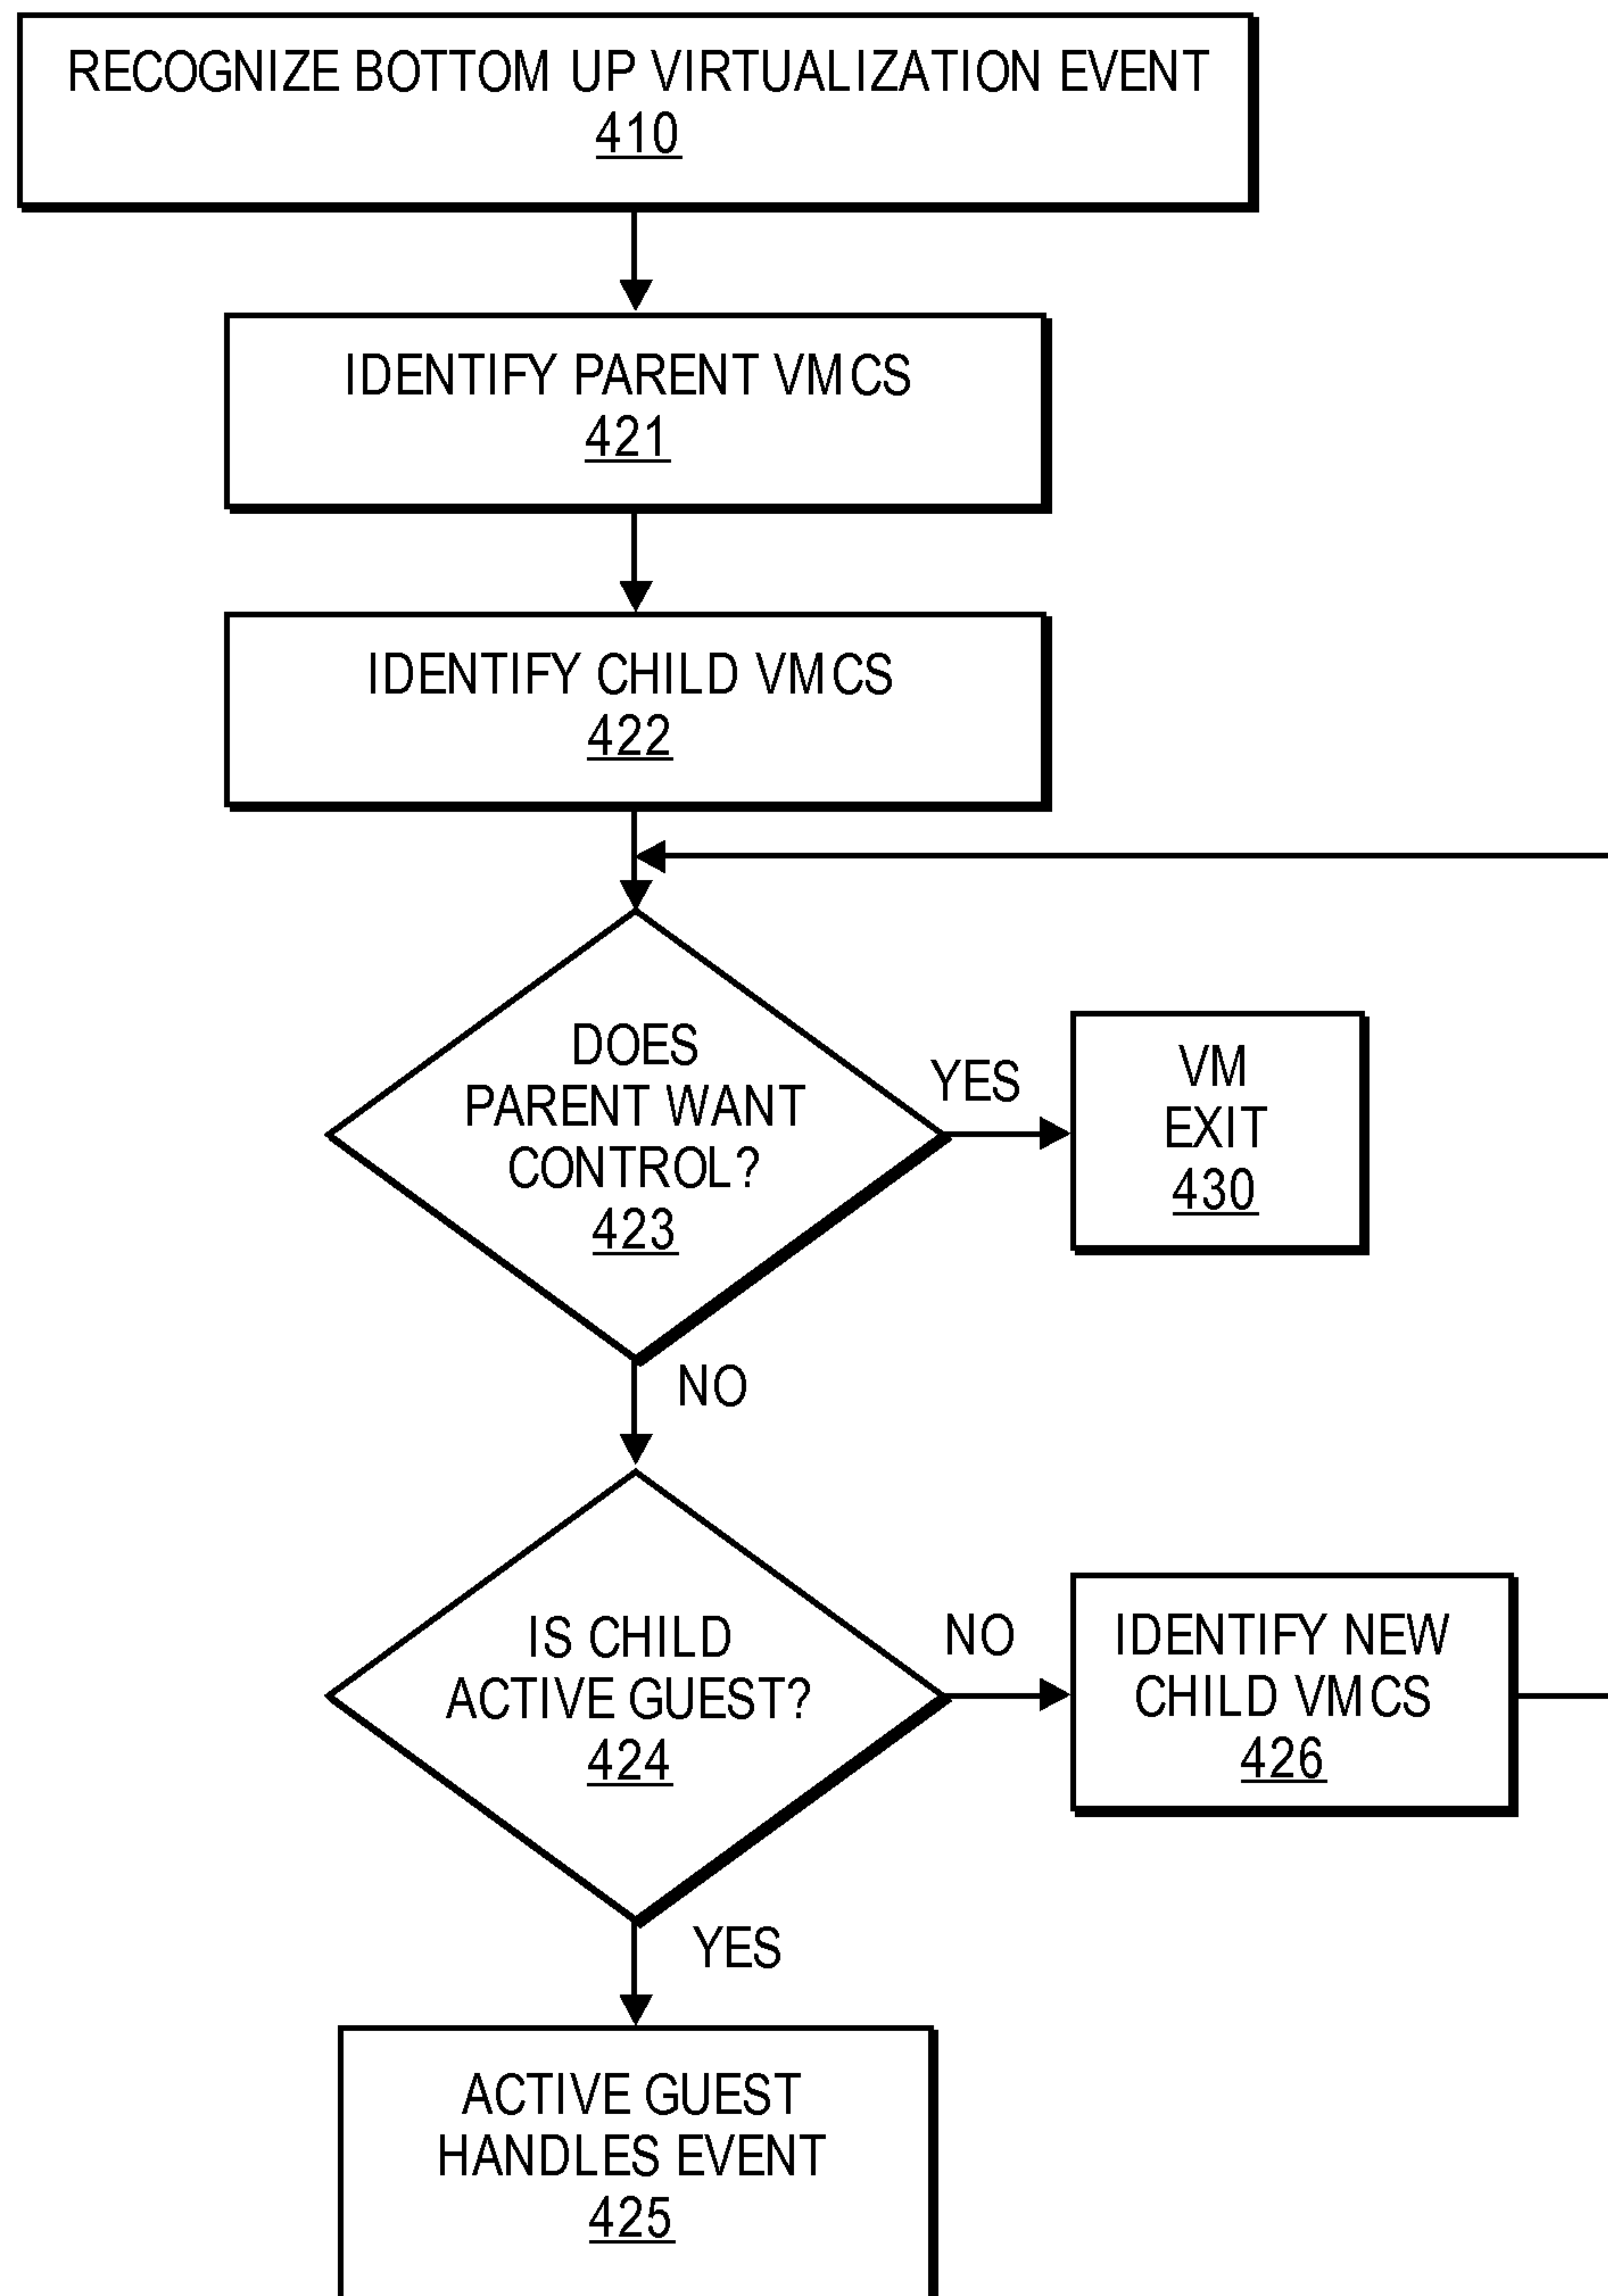 RECOGNIZE BOTTOM UP VIRTUALIZATION EVENT
410
IDENTIFY PARENT VMCS
421
IDENTIFY CHILD VMCS
422
DOES
PARENT WANT
CONTROL?
423
YES
VM
EXIT
430
NO
IS CHILD
ACTIVE GUEST?
424
NO
IDENTIFY NEW
CHILD VMCS
426
YES
ACTIVE GUEST
HANDLES EVENT
425